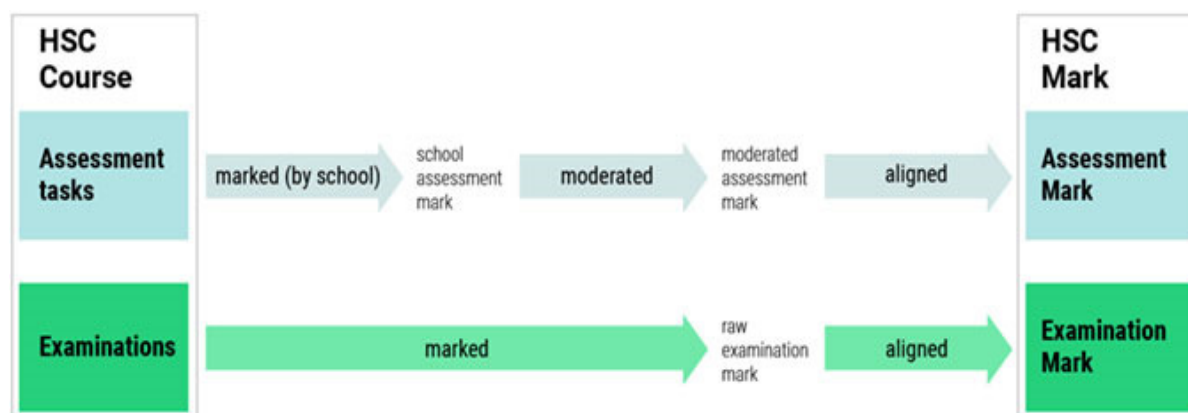 HSC
Course
HSC
Mark
Assessment
tasks
marked (by school)
school
assessment
mark
moderated
moderated
assessment
mark
aligned
Assessment
Mark
Examinations
marked
raw
examination
mark
aligned
Examination
Mark